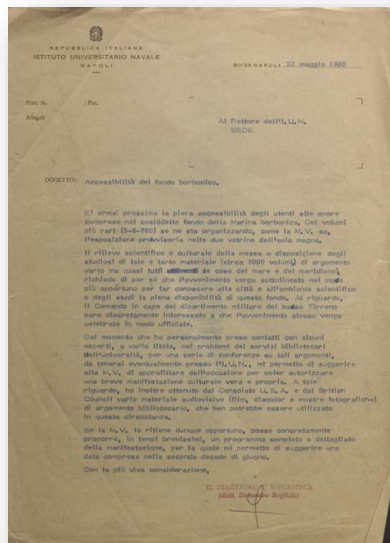 REPUBBLICA ITALIANA
ISTITUTO UNIVERSITARIO NAVALE
NAPOLI
80133 NAPOLI 22 maggio 1980
Prot. N. /Pos.
Allegati
Al Rettore dell'I.U.N.
SEDE
OGGETTO: Accessibilità del fondo borbonico.
E' ormai prossima la piena accessibilità degli utenti alle opere
comprese nel cosiddetto fondo della Marina borbonica. Dei volumi
più rari ('5-6-700) se ne sta organizzando, come la M.V. sa,
l'esposizione provvisoria nelle due vetrine dell'aula magna.
Il rilievo scientifico e culturale della messa a disposizione degli
studiosi di tale e tanto materiale (circa 3000 volumi) di argomento
vario ma quasi tutti le cose del mare e del meridione,
richiede di per sé che l'avvenimento venga sottolineato nel modo
più opportuno per far conoscere alla città e all'ambiente scientifico
e degli studi la piena disponibilità di questo fondo. Al riguardo,
il Comando in capo del dipartimento militare del basso Tirreno
pare discretamente interessato a che l'avvenimento stesso venga
celebrato in modo ufficiale.
Dal momento che ho personalmente preso contatti con alcuni
esperti, a vario titolo, nei problemi dei servizi bibliotecari
dell'università, per una serie di conferenze su tali argomenti,
da tenersi eventualmente presso l'I.U.N., mi permetto di suggerire
alla M.V. di approfittare dell'occasione per voler autorizzare
una breve manifestazione culturale vera e propria. A tale
riguardo, ho inoltre ottenuto dal Consolato U.S.A. e dal British
Council vario materiale audiovisivo (film, diacolor e mostre fotografiche)
di argomento bibliotecario, che ben potrebbe essere utilizzato
in questa circostanza.
Se la M.V. la ritiene dunque opportuno, posso concretamente
proporre, in tempi brevissimi, un programma completo e dettagliato
della manifestazione, per la quale mi permetto di suggerire una
data compresa nella seconda decade di giugno.
Con la più viva considerazione.
IL DIRETTORE DI BIBLIOTECA
(dott. Domenico Bogliolo)